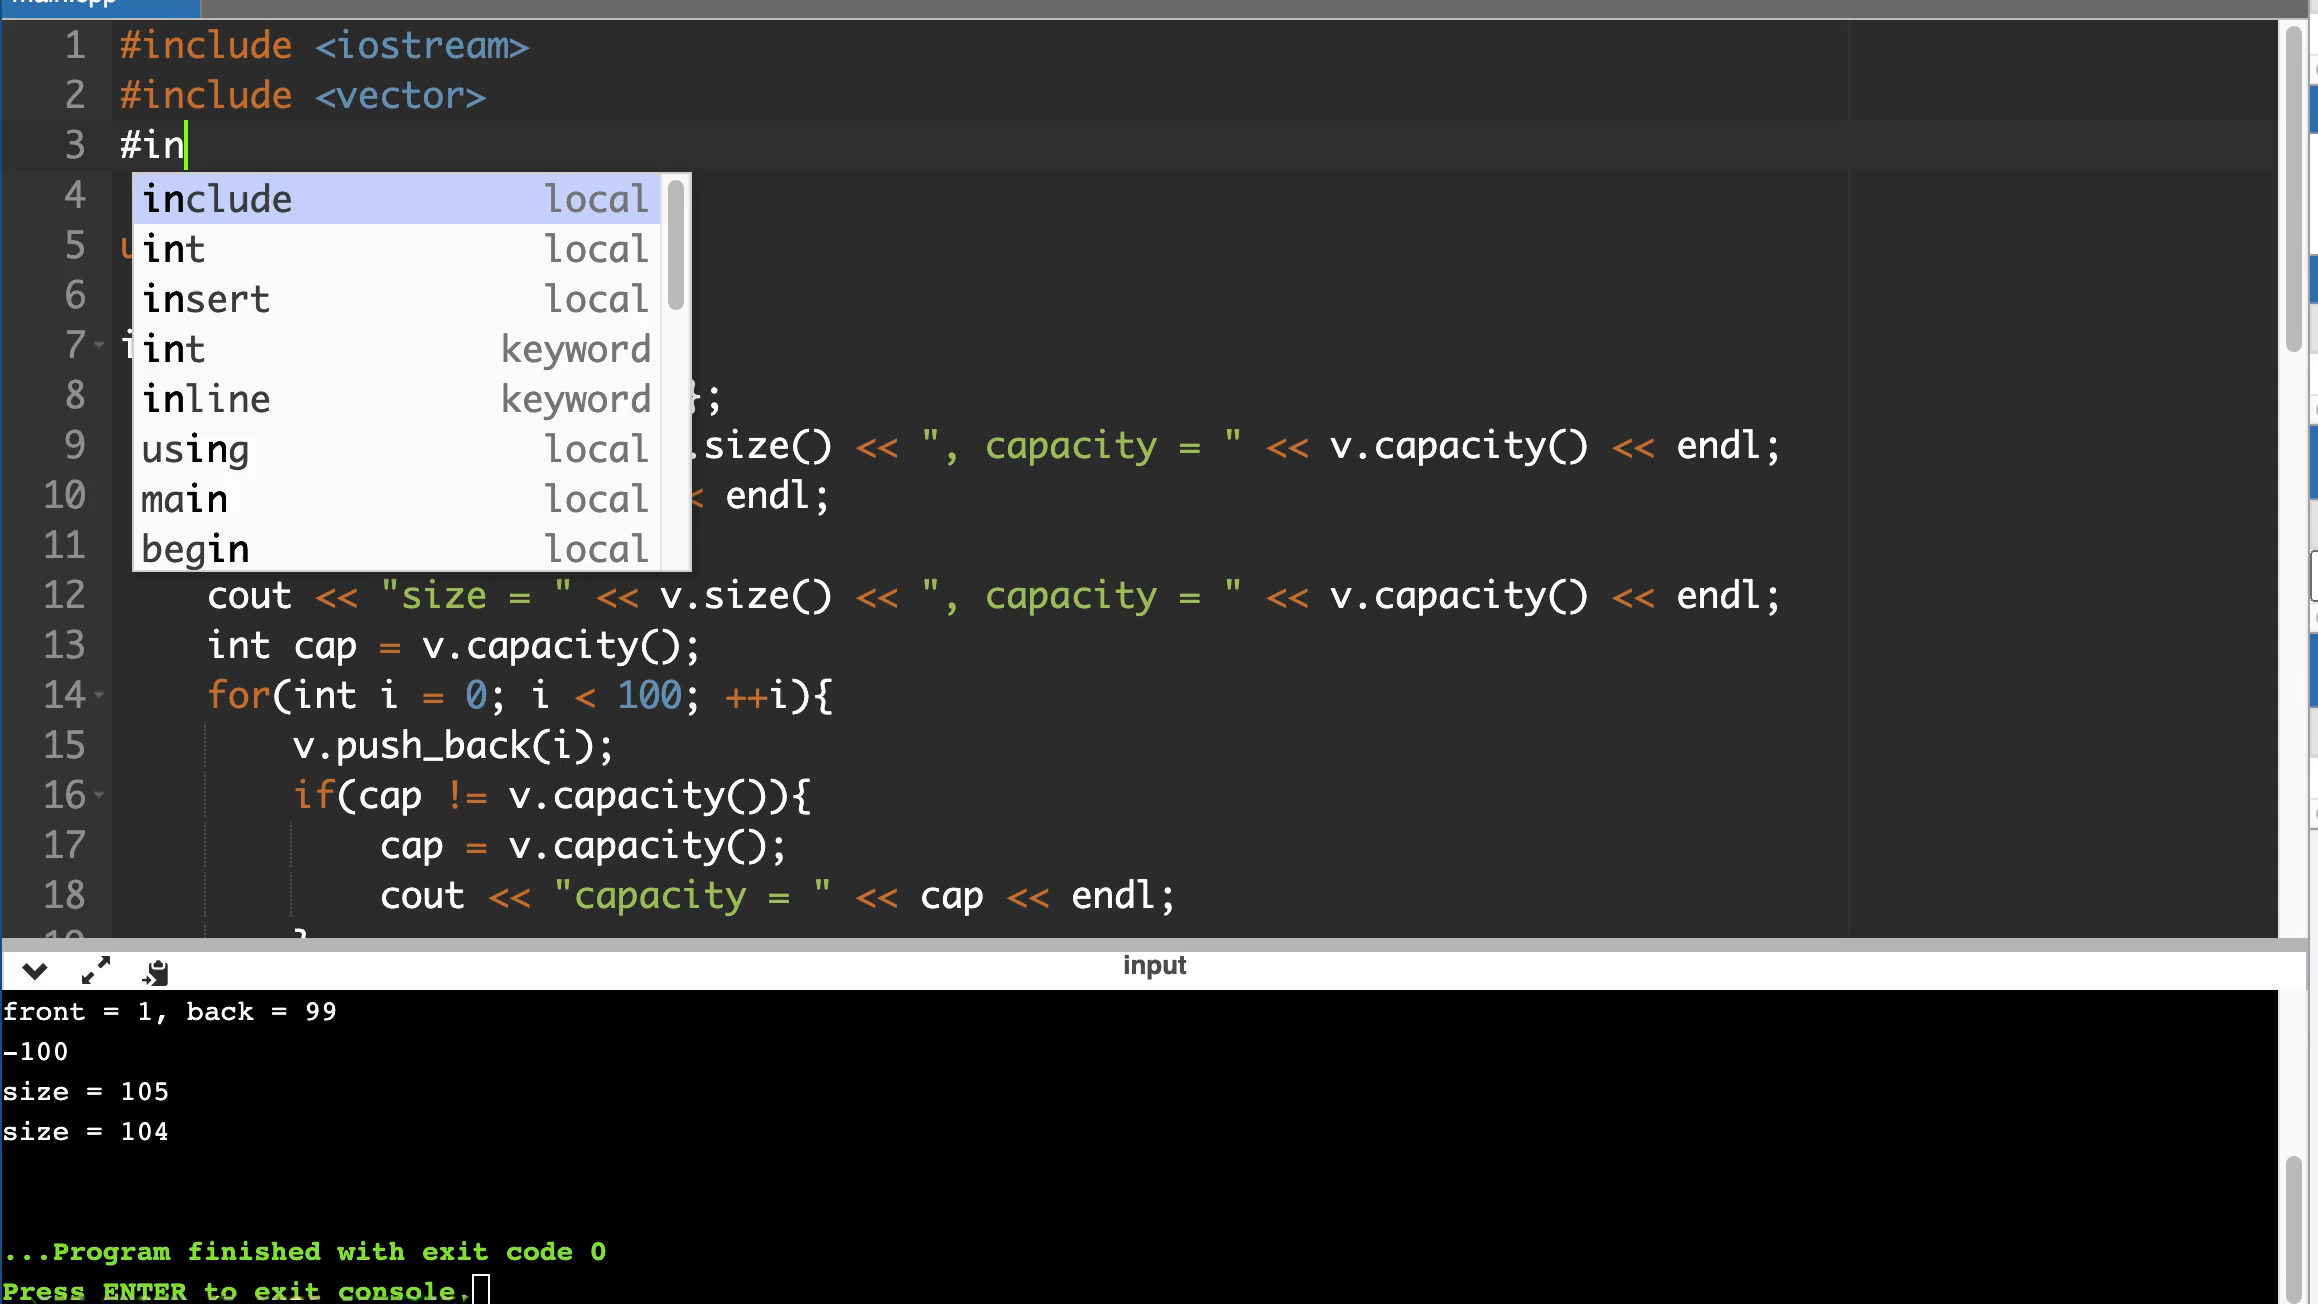 1 #include <iostream>
2 #include <vector>
3 #in
4
include local
5
int local
6
insert local
7
int keyword
8
inline keyword };
9
using local .size() << ", capacity = " << v.capacity() << endl;
10
main local < endl;
11
begin local
12 cout << "size = " << v.size() << ", capacity = " << v.capacity() << endl;
13 int cap = v.capacity();
14 for(int i = 0; i < 100; ++i){
15 v.push_back(i);
16 if(cap != v.capacity()){
17 cap = v.capacity();
18 cout << "capacity = " << cap << endl;
input
front = 1, back = 99
-100
size = 105
size = 104
...Program finished with exit code 0
Press ENTER to exit console.